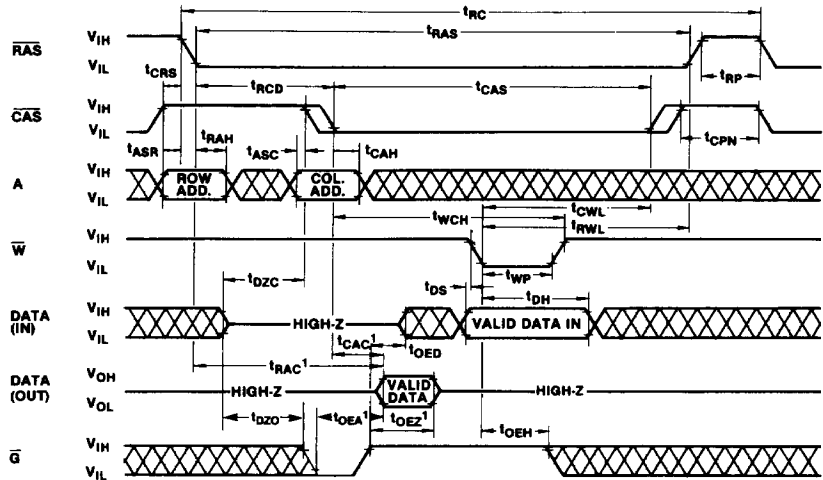 tRC
RAS VIH tRAS
VIL tCRS tRCD tCAS tRP
CAS VIH
VIL tASR tRAH tASC tCAH tCPN
A VIH ROW ADD. COL. ADD.
VIL tWCH tCWL
W VIH tRWL
VIL tDZC tDS tWP tDH
DATA (IN) VIH HIGH-Z VALID DATA IN
VIL tCAC1 tOED
tRAC1
DATA (OUT) VOH HIGH-Z VALID DATA HIGH-Z
VOL tDZO tOEA1 tOEZ1 tOEH
G VIH
VIL